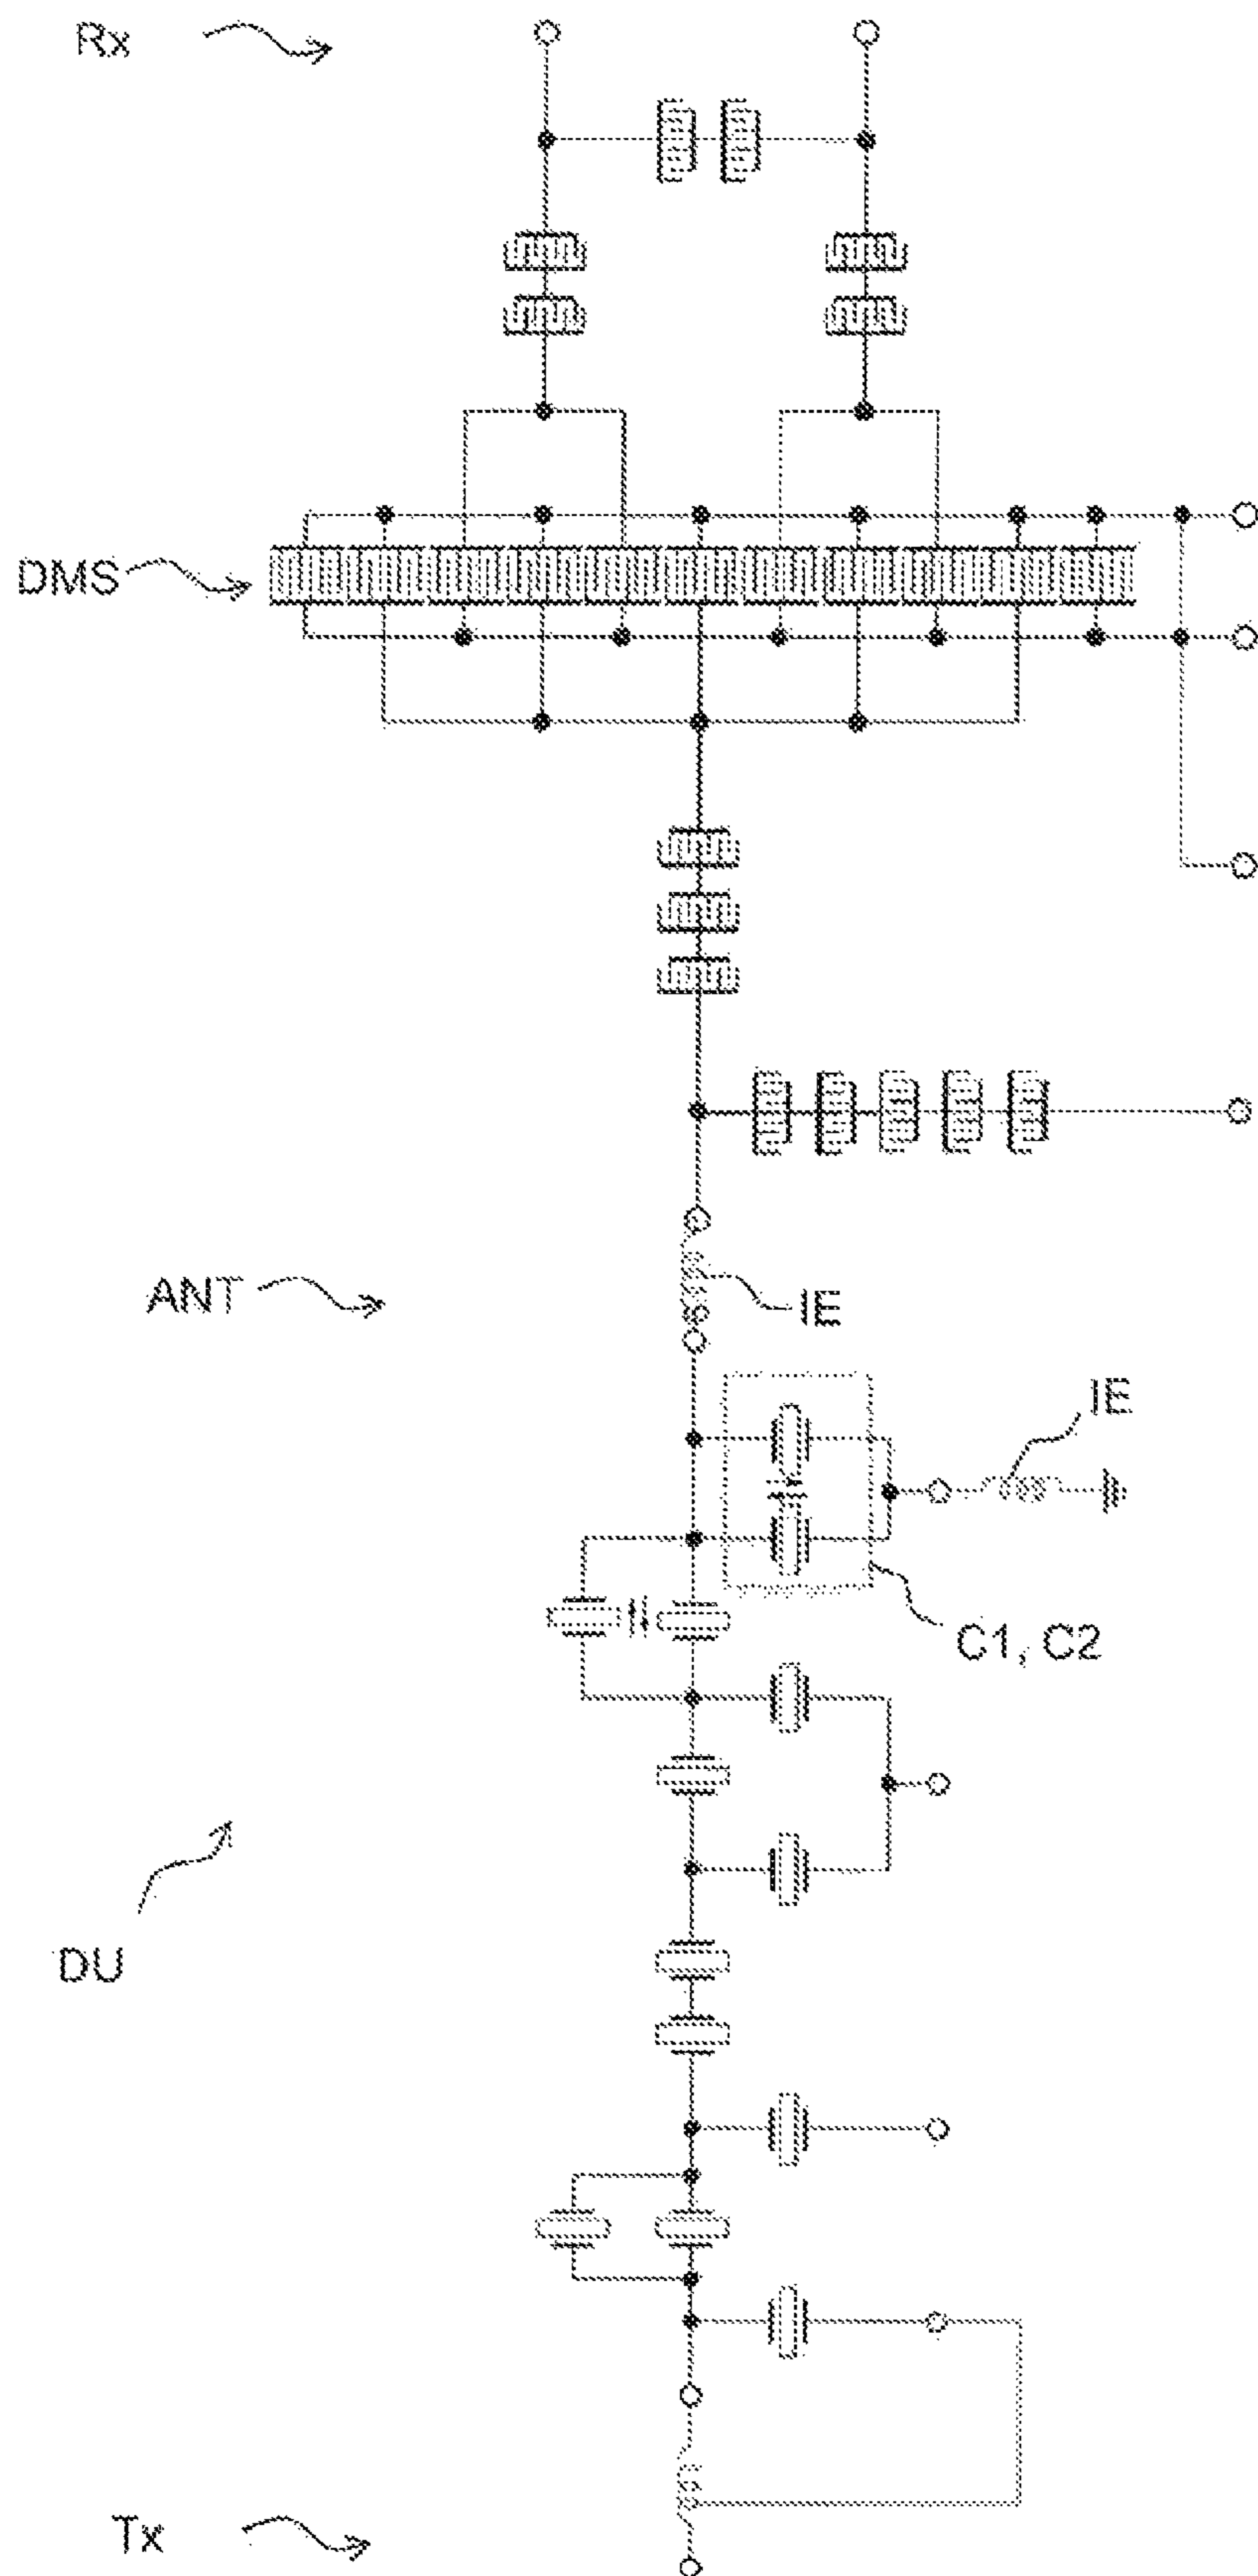 Rx
DMS
ANT
IE
IE
C1, C2
DU
Tx